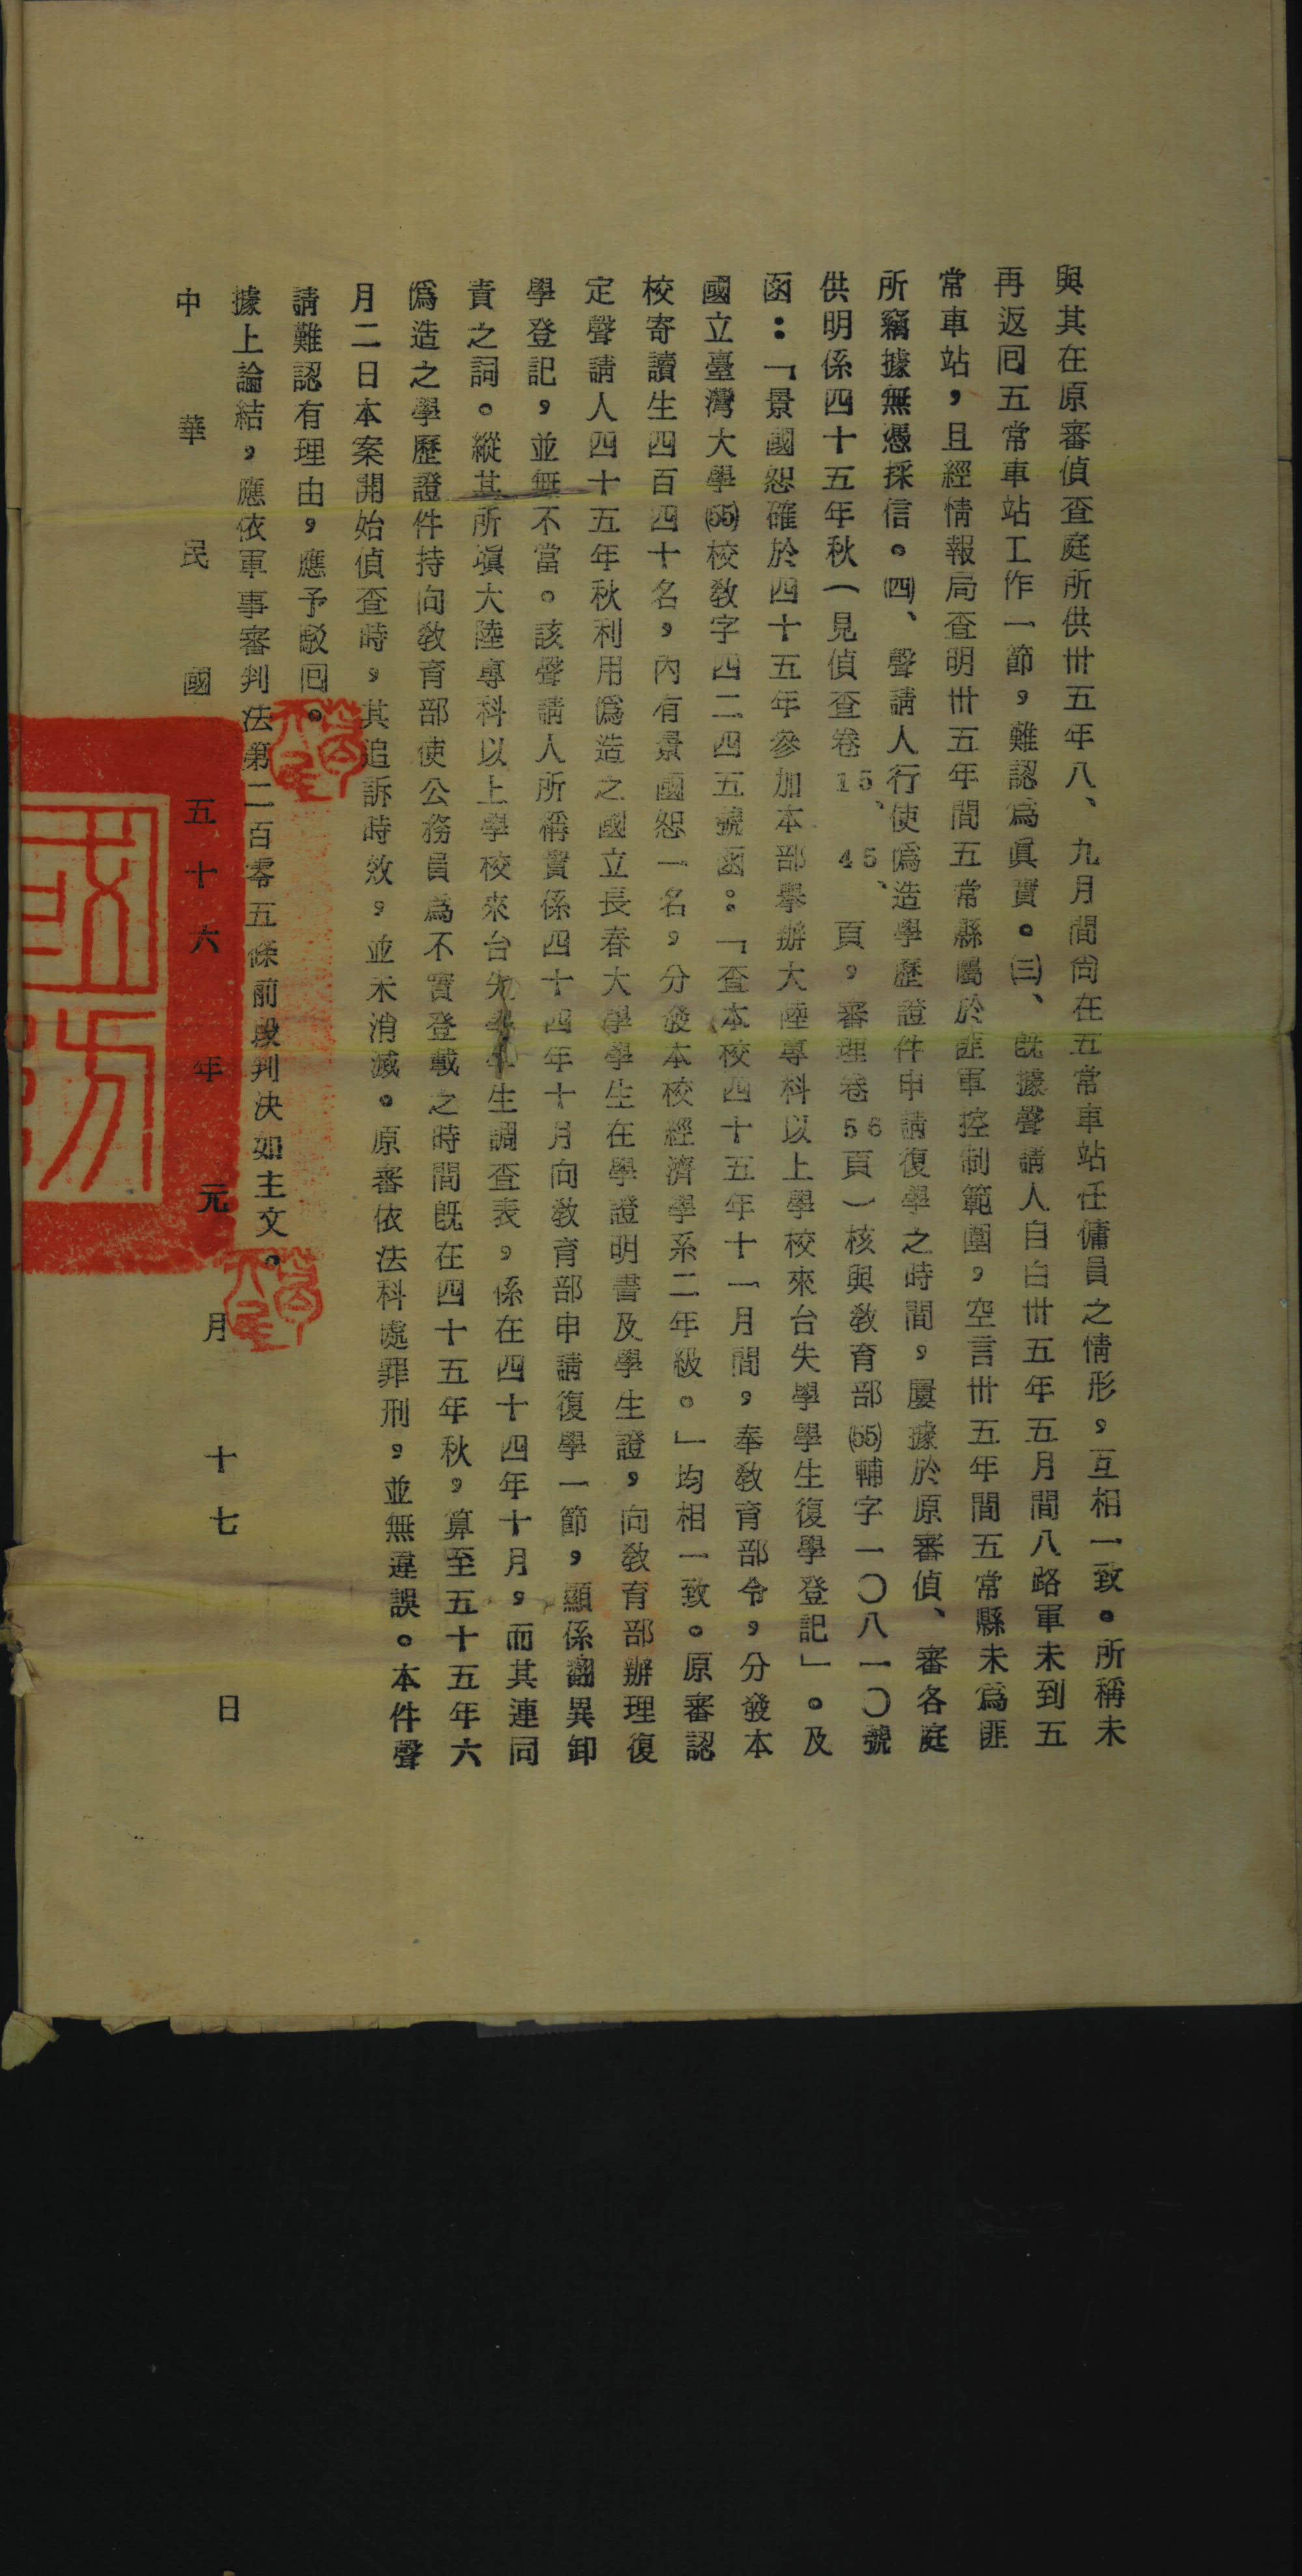 與其在原審偵查庭所供卅五年八、九月間尙在五常車站任傭員之情形，互相一致。所稱未
再返囘五常車站工作一節，難認爲眞實。㈢、旣據聲請人自白卅五年五月間八路軍未到五
常車站，且經情報局查明卅五年間五常縣屬於匪軍控制範圍，空言卅五年間五常縣未爲匪
所竊據無憑採信。㈣、聲請人行使僞造學歷證件申請復學之時間，屢據於原審偵、審各庭
供明係四十五年秋（見偵查卷15、45、頁，審理卷56頁）核與敎育部(55)輔字一〇八一〇號
函：「景國恕確於四十五年參加本部舉辦大陸專科以上學校來台失學學生復學登記」。及
國立臺灣大學(55)校敎字四二四五號函：「查本校四十五年十一月間，奉敎育部令，分發本
校寄讀生四百四十名，內有景國恕一名，分發本校經濟學系二年級。」均相一致。原審認
定聲請人四十五年秋利用僞造之國立長春大學學生在學證明書及學生證，向敎育部辦理復
學登記，並無不當。該聲請人所稱實係四十四年十月向敎育部申請復學一節，顯係翻異卸
責之詞。縱其所塡大陸專科以上學校來台失學學生調查表，係在四十四年十月，而其連同
僞造之學歷證件持向敎育部使公務員爲不實登載之時間旣在四十五年秋，算至五十五年六
月二日本案開始偵查時，其追訴時效，並未消滅。原審依法科處罪刑，並無違誤。本件聲
請難認有理由，應予駁囘。
據上論結，應依軍事審判法第二百零五條前段判決如主文。
中華民國五十六年元月十七日